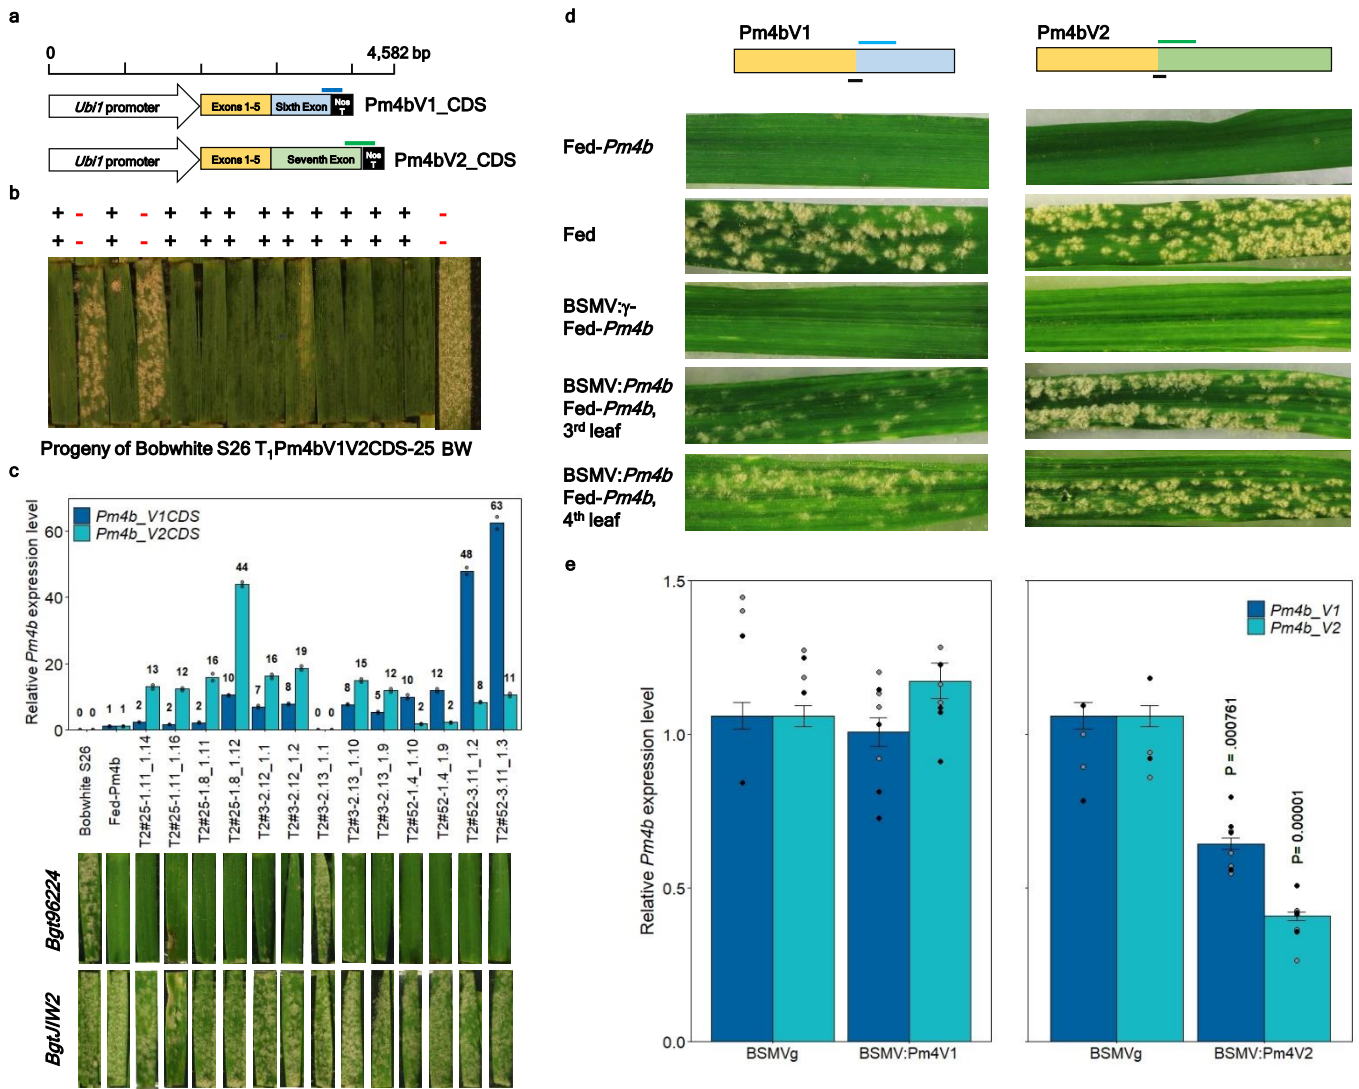 a
0
4,582 bp
Ubi1 promoter
Exons 1-5
Sixth Exon
Nos T
Pm4bV1_CDS
Ubi1 promoter
Exons 1-5
Seventh Exon
Nos T
Pm4bV2_CDS
b
+ - + - + + + + + + + + -
+ - + - + + + + + + + + -
Progeny of Bobwhite S26 T1Pm4bV1V2CDS-25 BW
c
Relative Pm4b expression level
60
40
20
0
Pm4b_V1CDS
Pm4b_V2CDS
0 0
1 1
2 13
2 12
2 16
10 44
7 16
8 19
0 0
8 15
5 12
10 2
12 2
48 8
63 11
Bobwhite S26
Fed-Pm4b
T2#25-1.11_1.14
T2#25-1.11_1.16
T2#25-1.8_1.11
T2#25-1.8_1.12
T2#3-2.12_1.1
T2#3-2.12_1.2
T2#3-2.13_1.1
T2#3-2.13_1.10
T2#3-2.13_1.9
T2#52-1.4_1.10
T2#52-1.4_1.9
T2#52-3.11_1.2
T2#52-3.11_1.3
Bgt96224
BgtJIW2
d
Pm4bV1
Pm4bV2
Fed-Pm4b
Fed
BSMV:γ-
Fed-Pm4b
BSMV:Pm4b
Fed-Pm4b,
3rd leaf
BSMV:Pm4b
Fed-Pm4b,
4th leaf
e
Relative Pm4b expression level
1.5
1.0
0.5
0.0
BSMVg
BSMV:Pm4V1
Pm4b_V1
Pm4b_V2
P = .000761
P= 0.00001
BSMVg
BSMV:Pm4V2